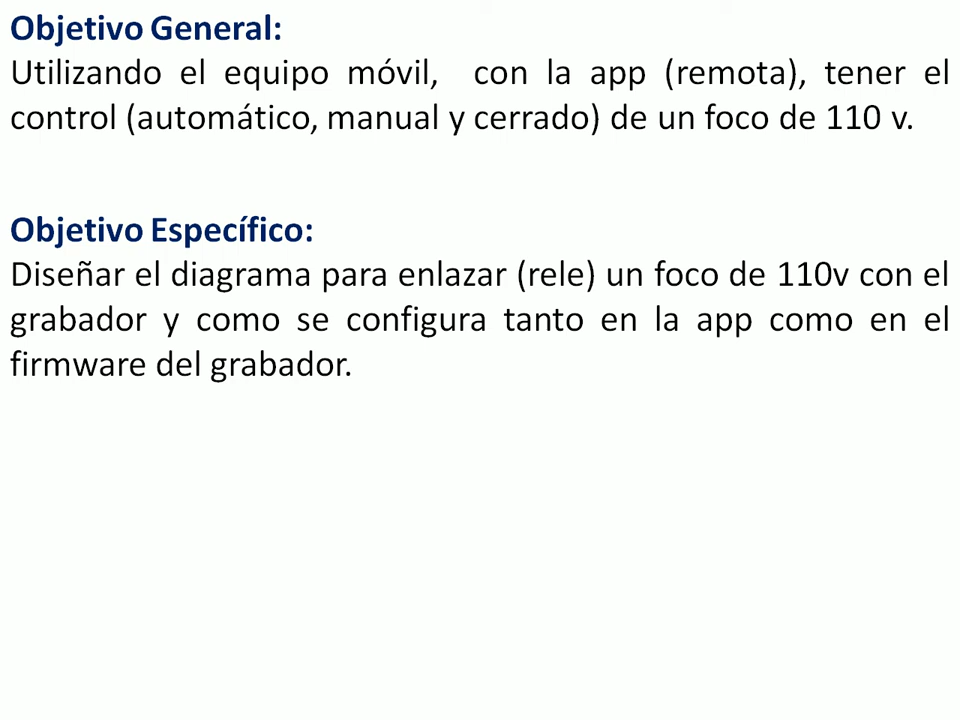 Objetivo General:
Utilizando el equipo móvil, con la app (remota), tener el
control (automático, manual y cerrado) de un foco de 110 v.
Objetivo Específico:
Diseñar el diagrama para enlazar (rele) un foco de 110v con el
grabador y como se configura tanto en la app como en el
firmware del grabador.